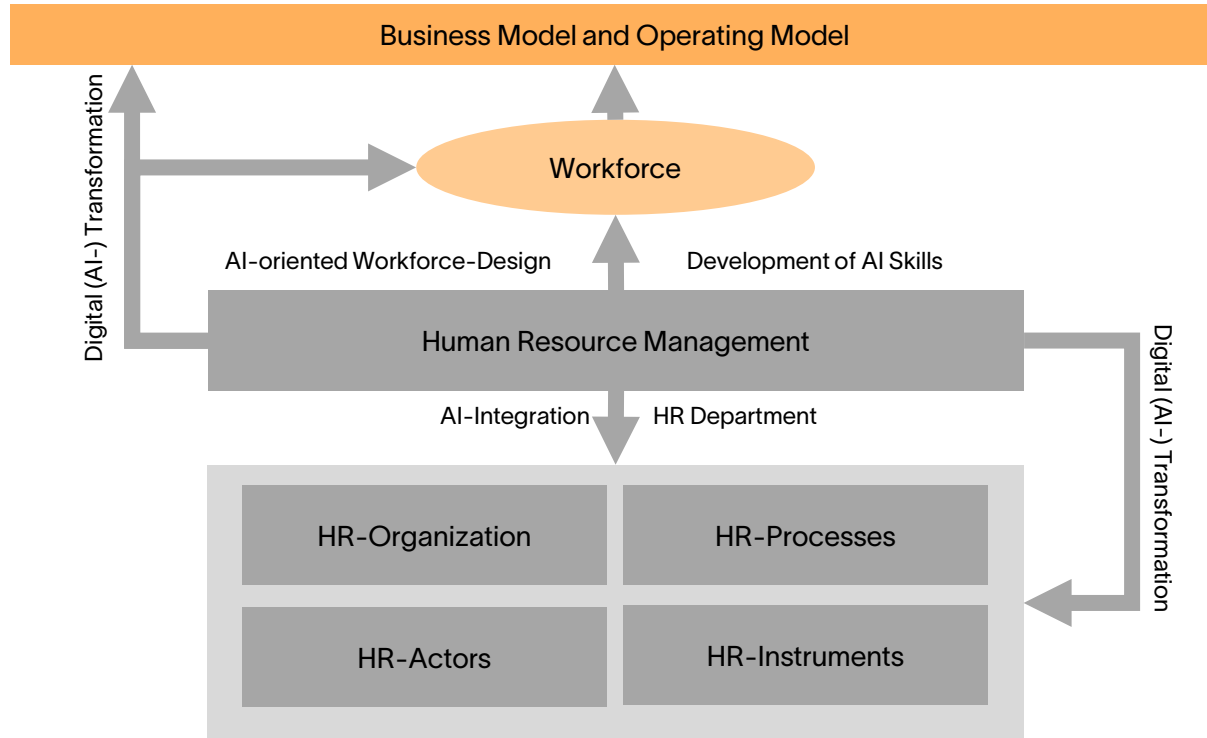 Business Model and Operating Model
Digital (AI-) Transformation
Workforce
AI-oriented Workforce-Design
Development of AI Skills
Human Resource Management
Digital (AI-) Transformation
AI-Integration
HR Department
HR-Organization
HR-Processes
HR-Actors
HR-Instruments